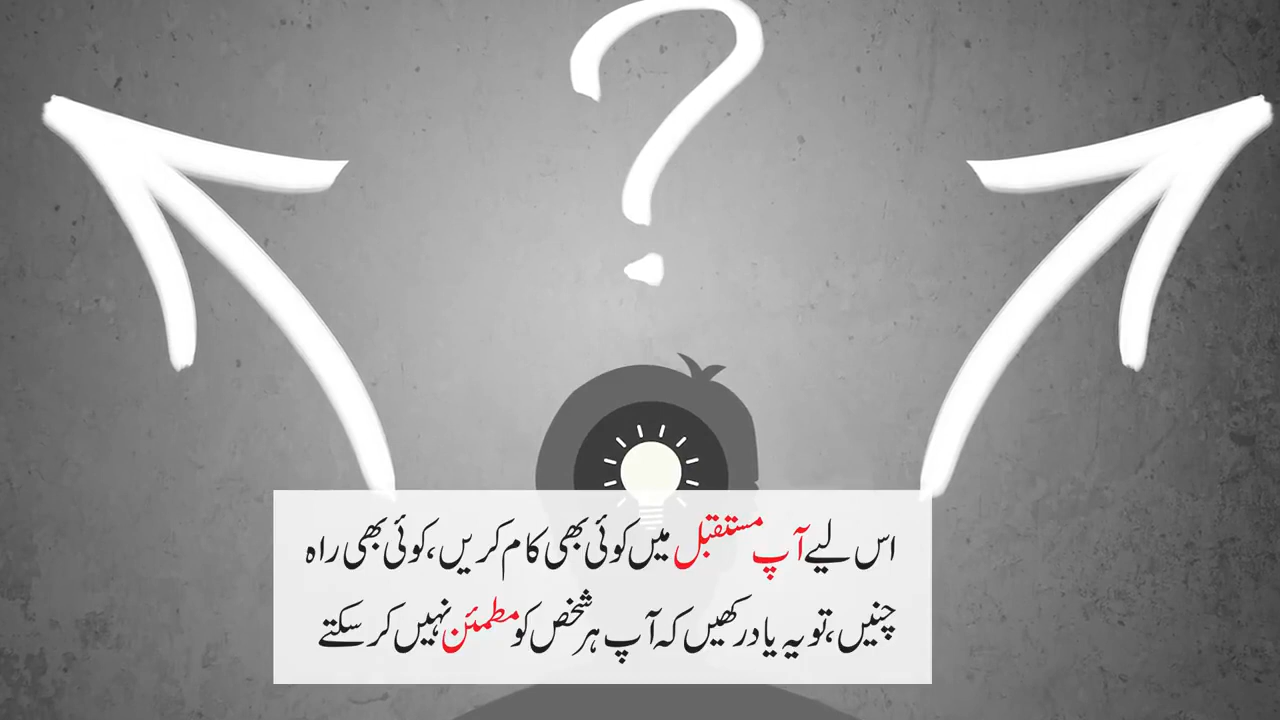 اس لیے آپ مستقبل میں کوئی بھی کام کریں، کوئی بھی راہ
چنیں، تو یہ یاد رکھیں کہ آپ ہر شخص کو مطمئن نہیں کر سکتے